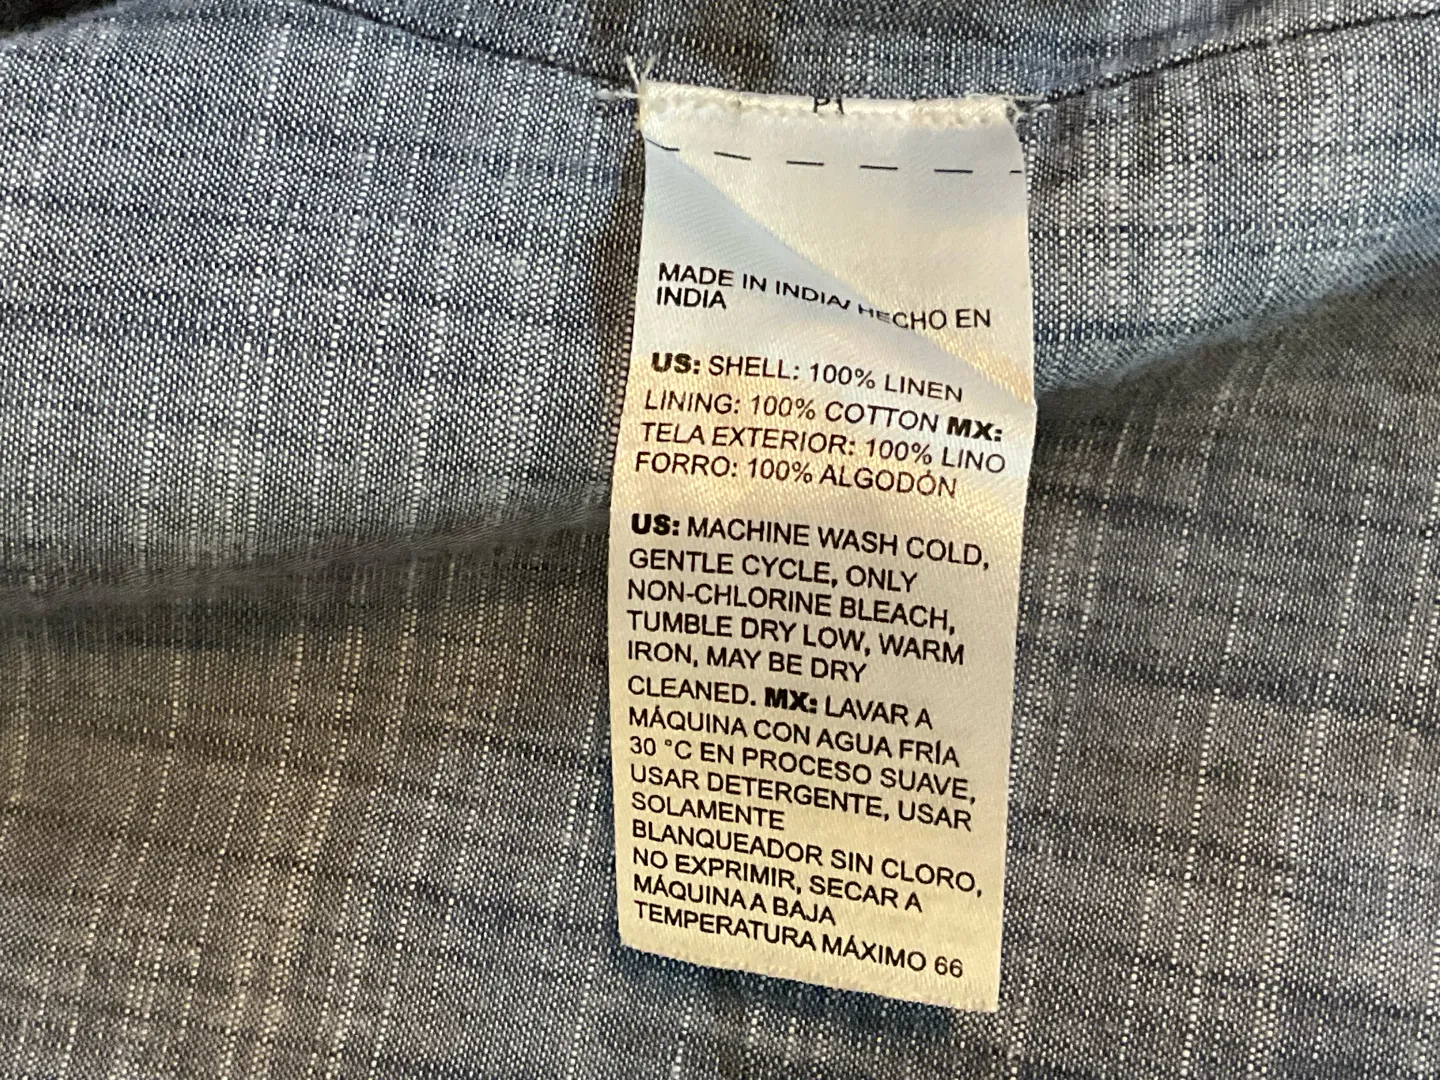 MADE IN INDIA/ HECHO EN
INDIA
US: SHELL: 100% LINEN
LINING: 100% COTTON MX:
TELA EXTERIOR: 100% LINO
FORRO: 100% ALGODÓN
US: MACHINE WASH COLD,
GENTLE CYCLE, ONLY
NON-CHLORINE BLEACH,
TUMBLE DRY LOW, WARM
IRON, MAY BE DRY
CLEANED. MX: LAVAR A
MÁQUINA CON AGUA FRÍA
30 °C EN PROCESO SUAVE,
USAR DETERGENTE, USAR
SOLAMENTE
BLANQUEADOR SIN CLORO,
NO EXPRIMIR, SECAR A
MÁQUINA A BAJA
TEMPERATURA MÁXIMO 66